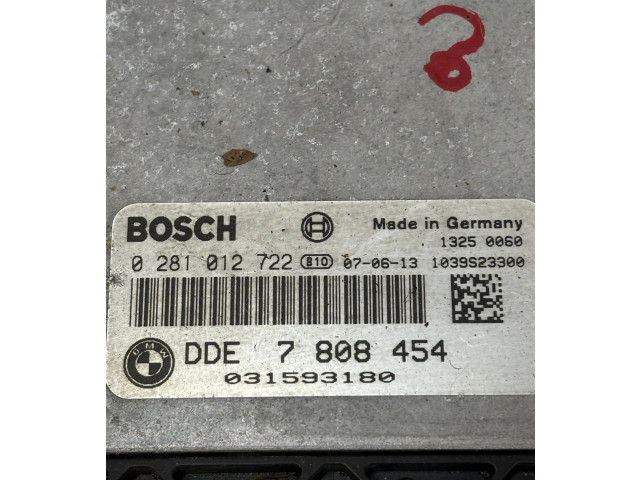 BOSCH
Made in Germany
1325 0060
0 281 012 722 810 07-06-13 1039S23300
BMW
DDE 7 808 454
031593180